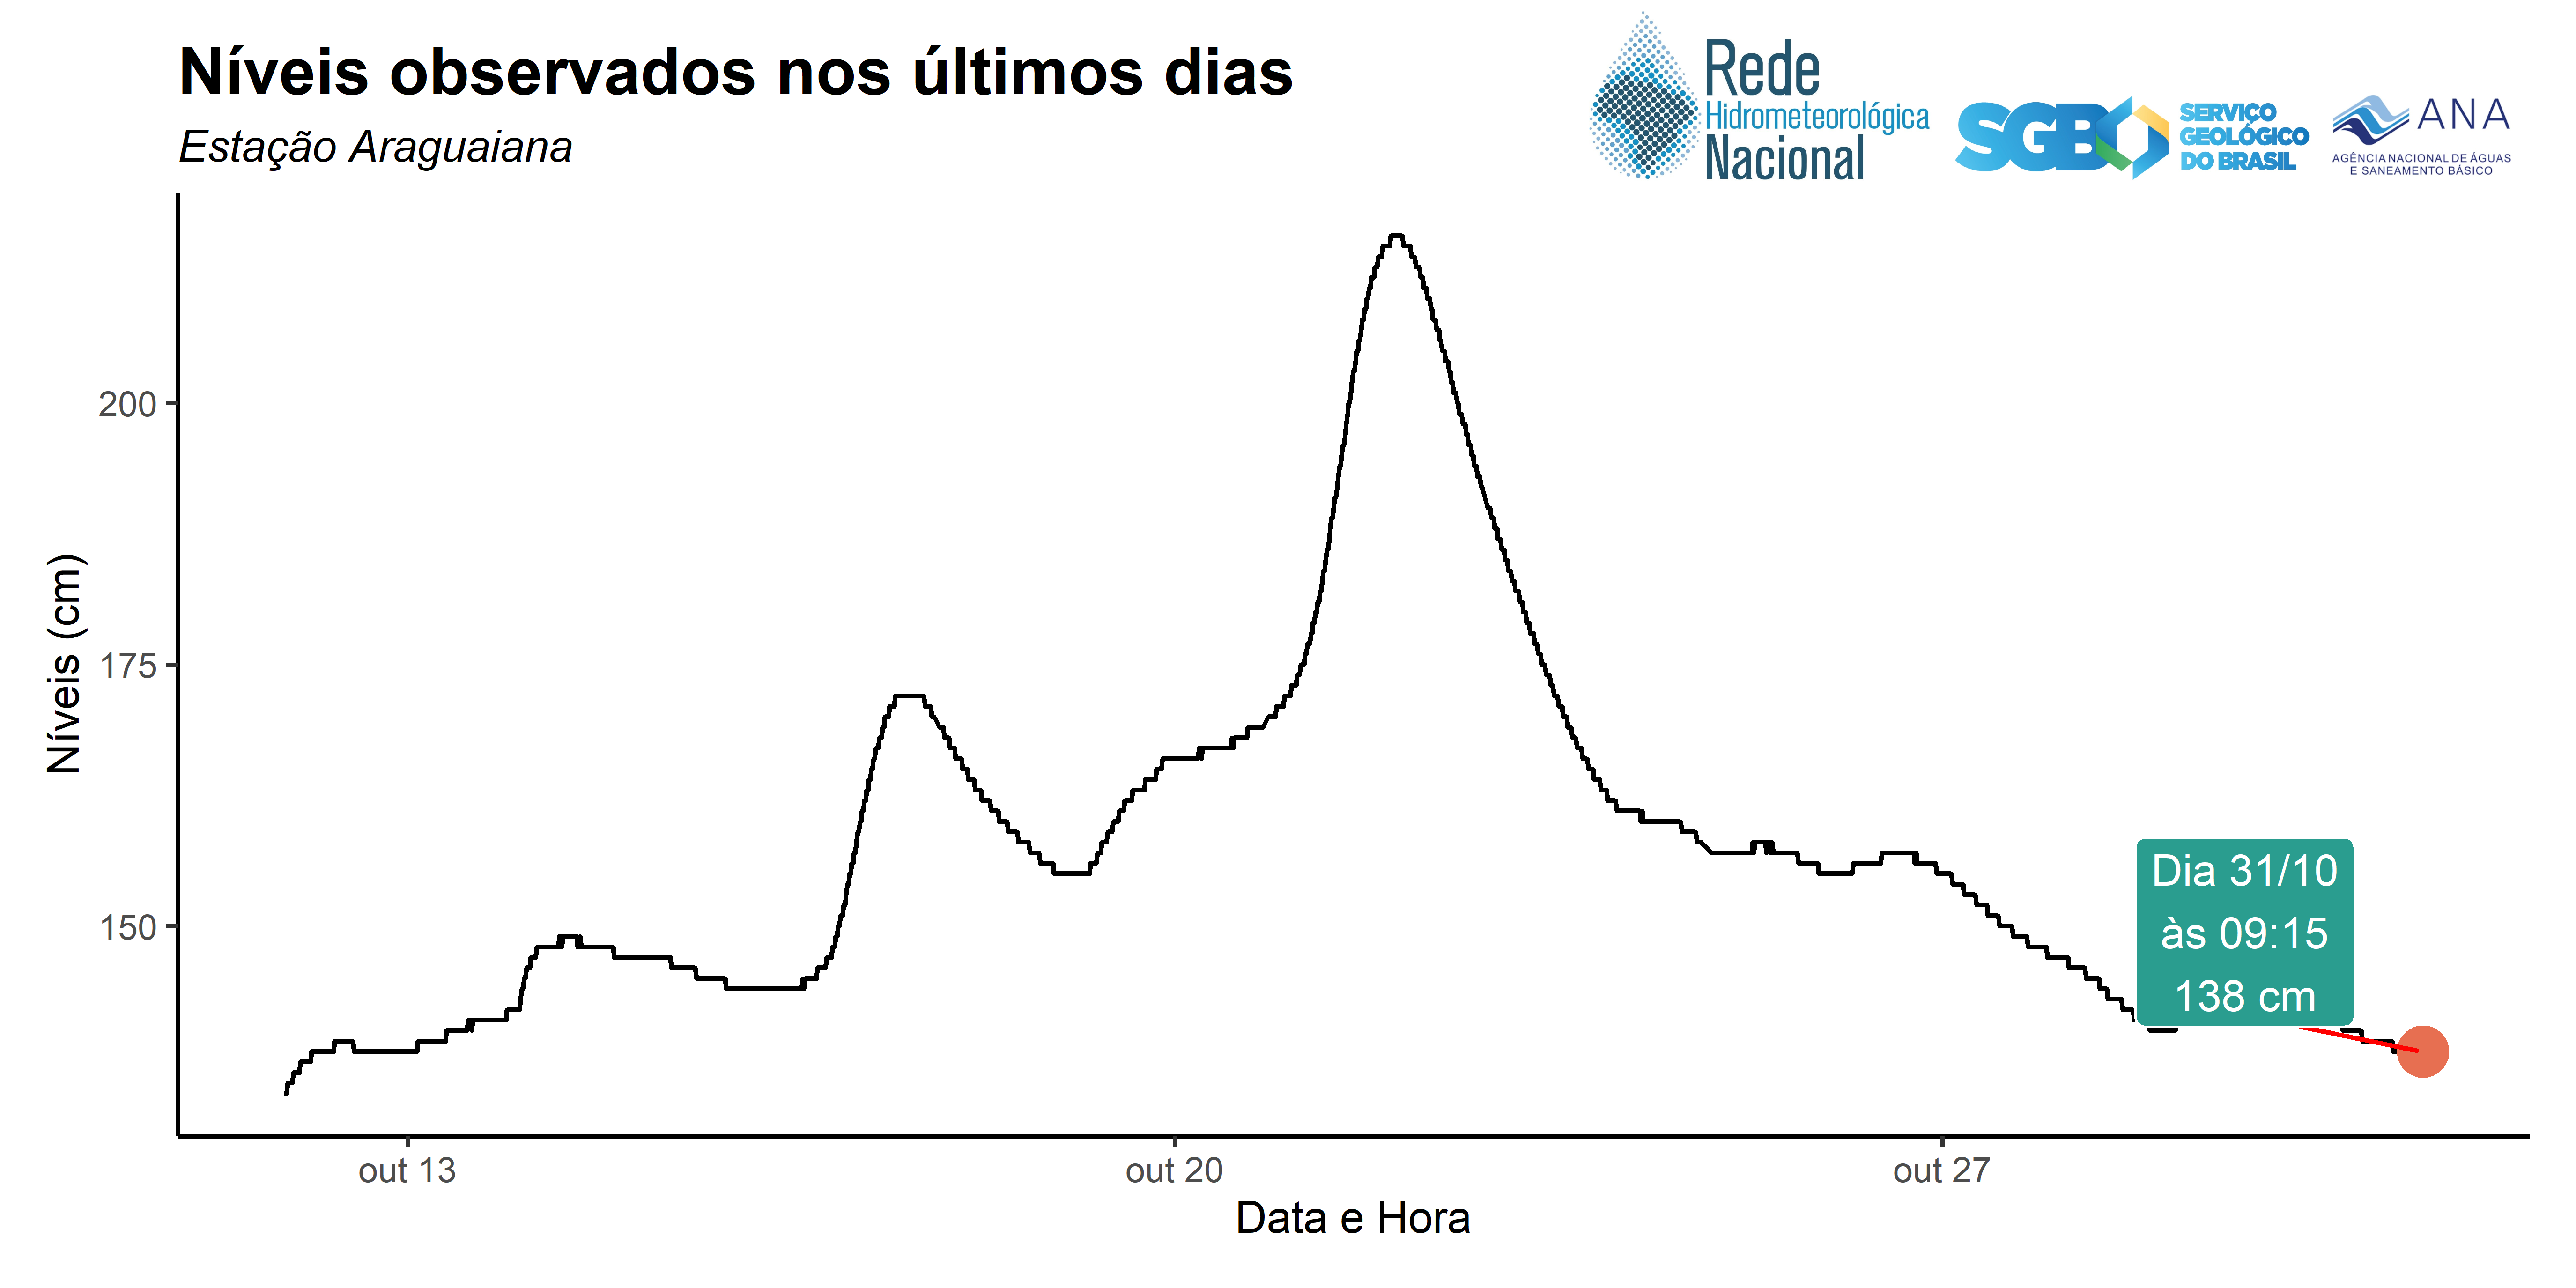 Níveis observados nos últimos dias
Estação Araguaiana
Rede
Hidrometeorológica
Nacional
SGB
SERVIÇO
GEOLÓGICO
DO BRASIL
ANA
AGÊNCIA NACIONAL DE ÁGUAS
E SANEAMENTO BÁSICO
Níveis (cm)
200
175
150
Dia 31/10
às 09:15
138 cm
out 13
out 20
out 27
Data e Hora